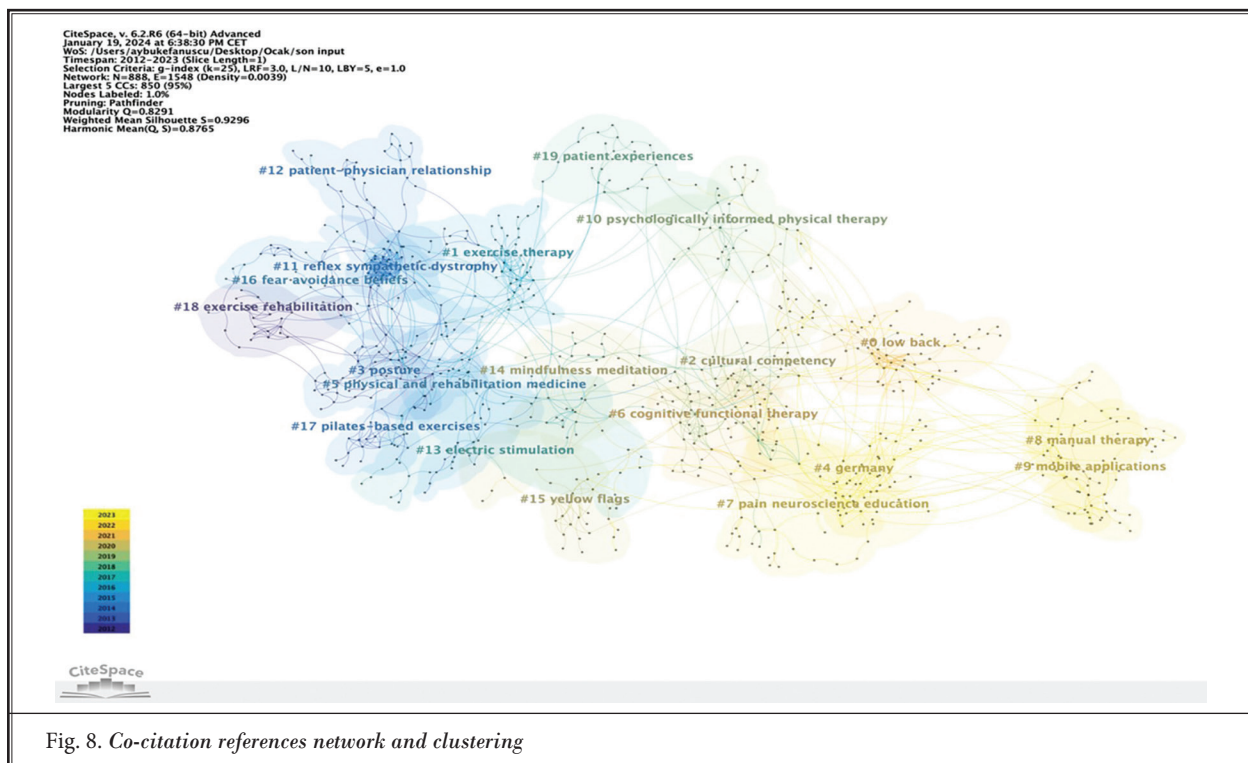 CiteSpace, v. 6.2.R6 (64-bit) Advanced
January 19, 2024 at 6:38:30 PM CET
WoS: /Users/aybukefanuscu/Desktop/Ocak/son input
Timespan: 2012-2023 (Slice Length=1)
Selection Criteria: g-index (k=25), LRF=3.0, L/N=10, LBY=5, e=1.0
Network: N=888, E=1548 (Density=0.0039)
Largest 5 CCs: 850 (95%)
Nodes Labeled: 1.0%
Pruning: Pathfinder
Modularity Q=0.8291
Weighted Mean Silhouette S=0.9296
Harmonic Mean(Q, S)=0.8765
#19 patient experiences
#12 patient-physician relationship
#10 psychologically informed physical therapy
#1 exercise therapy
#11 reflex sympathetic dystrophy
#16 fear-avoidance beliefs
#18 exercise rehabilitation
#0 low back
#2 cultural competency
#3 posture
#14 mindfulness meditation
#5 physical and rehabilitation medicine
#6 cognitive functional therapy
#17 pilates-based exercises
#8 manual therapy
#13 electric stimulation
#4 germany
#9 mobile applications
#15 yellow flags
#7 pain neuroscience education
2023
2022
2021
2020
2019
2018
2017
2016
2015
2014
2013
2012
CiteSpace
Fig. 8. Co-citation references network and clustering